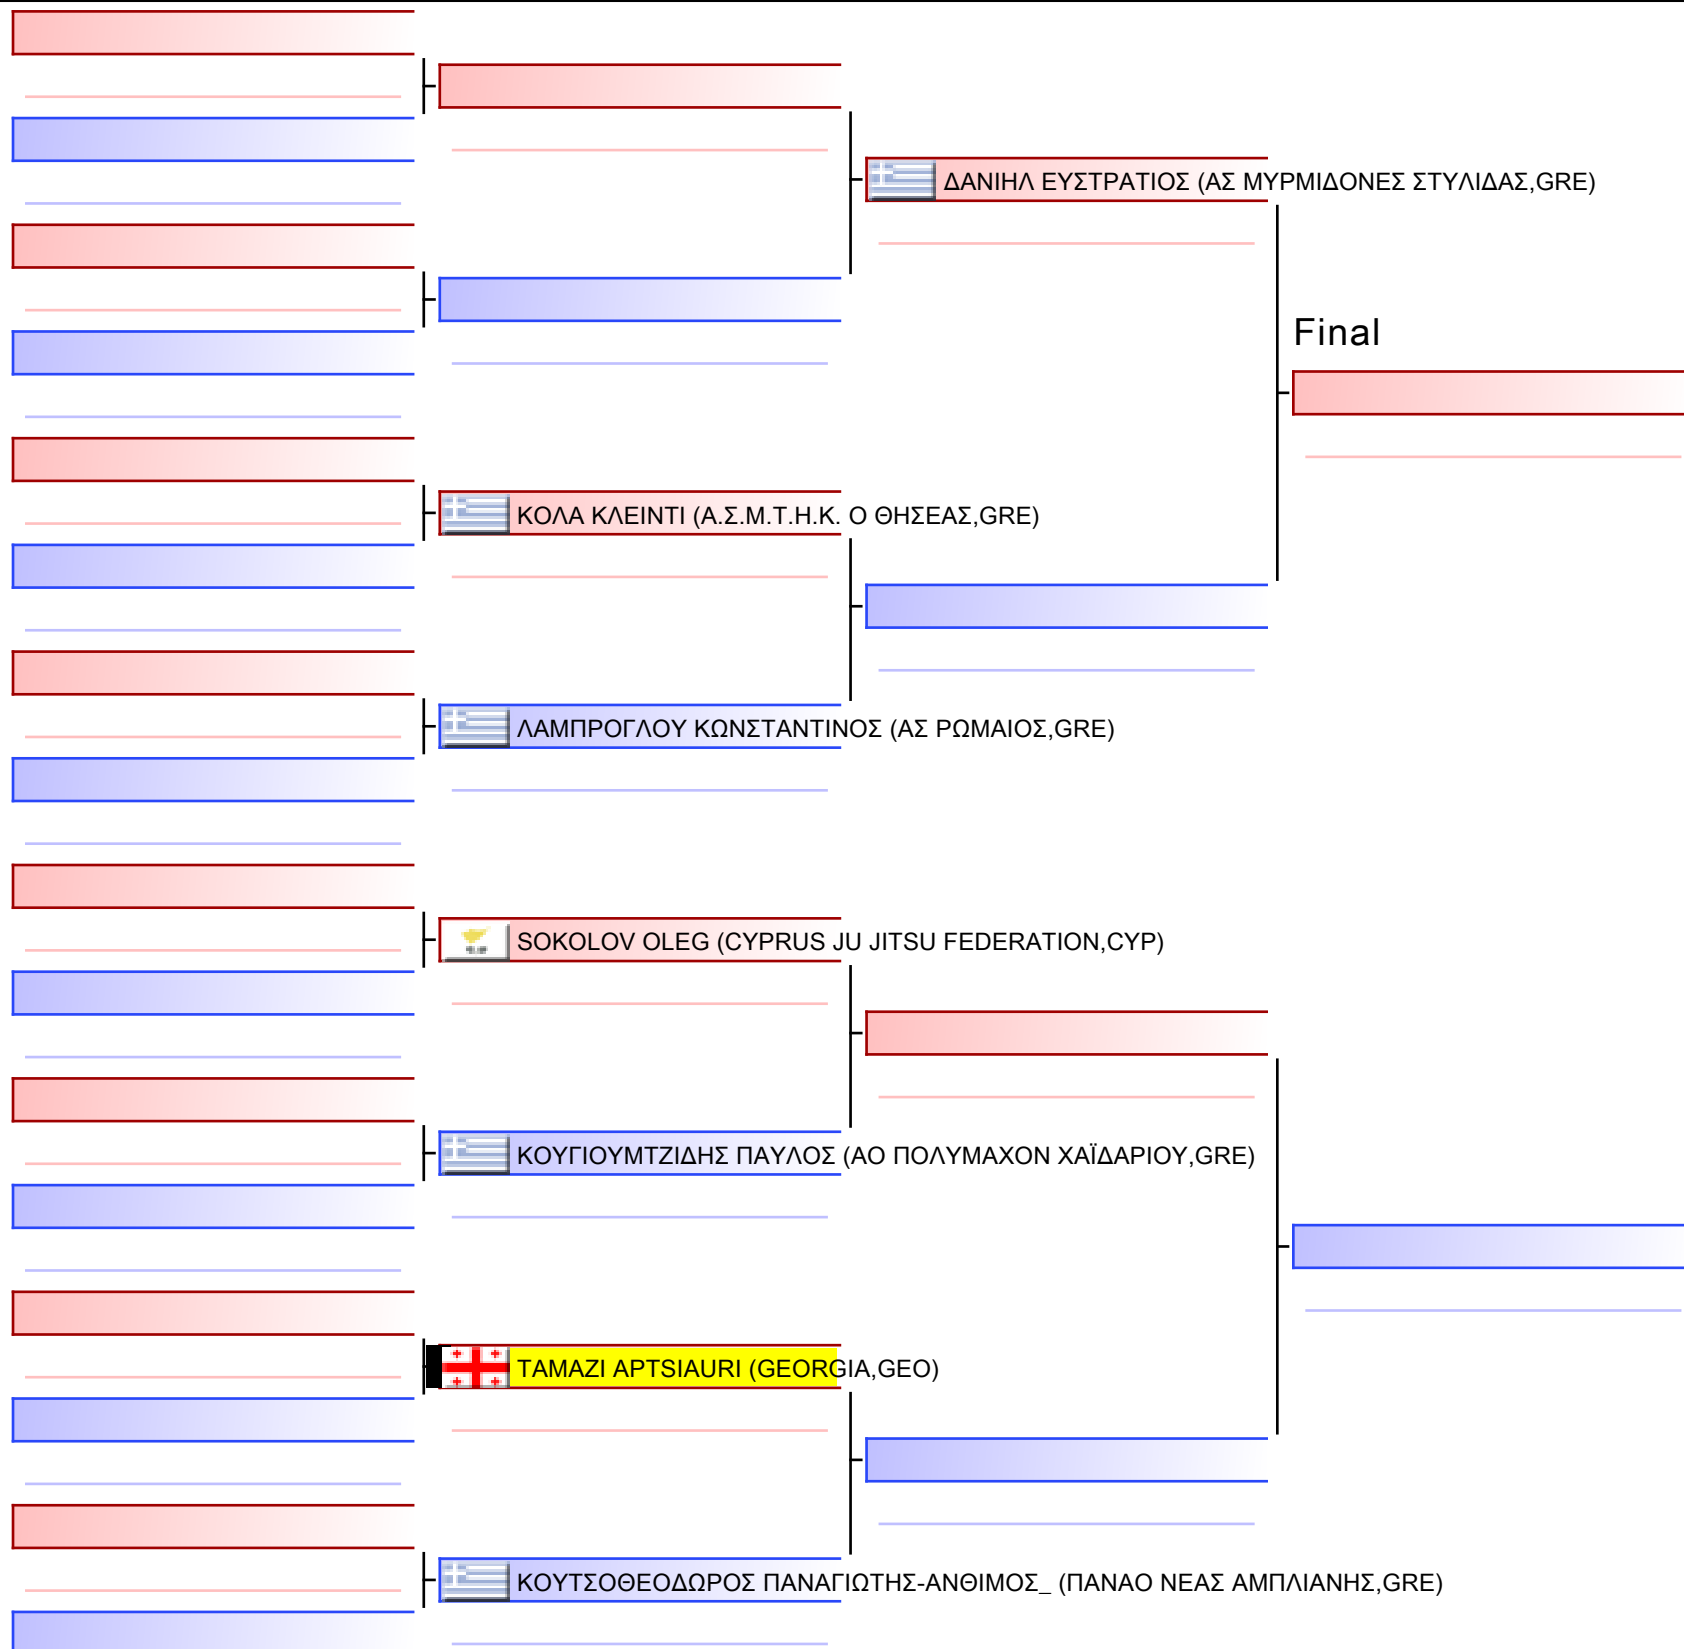 ΔΑΝΙΗΛ ΕΥΣΤΡΑΤΙΟΣ (ΑΣ ΜΥΡΜΙΔΟΝΕΣ ΣΤΥΛΙΔΑΣ,GRE)
Final
ΚΟΛΑ ΚΛΕΙΝΤΙ (Α.Σ.Μ.Τ.Η.Κ. Ο ΘΗΣΕΑΣ,GRE)
ΛΑΜΠΡΟΓΛΟΥ ΚΩΝΣΤΑΝΤΙΝΟΣ (ΑΣ ΡΩΜΑΙΟΣ,GRE)
SOKOLOV OLEG (CYPRUS JU JITSU FEDERATION,CYP)
ΚΟΥΓΙΟΥΜΤΖΙΔΗΣ ΠΑΥΛΟΣ (ΑΟ ΠΟΛΥΜΑΧΟΝ ΧΑΪΔΑΡΙΟΥ,GRE)
TAMAZI APTSIAURI (GEORGIA,GEO)
ΚΟΥΤΣΟΘΕΟΔΩΡΟΣ ΠΑΝΑΓΙΩΤΗΣ-ΑΝΘΙΜΟΣ_ (ΠΑΝΑΟ ΝΕΑΣ ΑΜΠΛΙΑΝΗΣ,GRE)